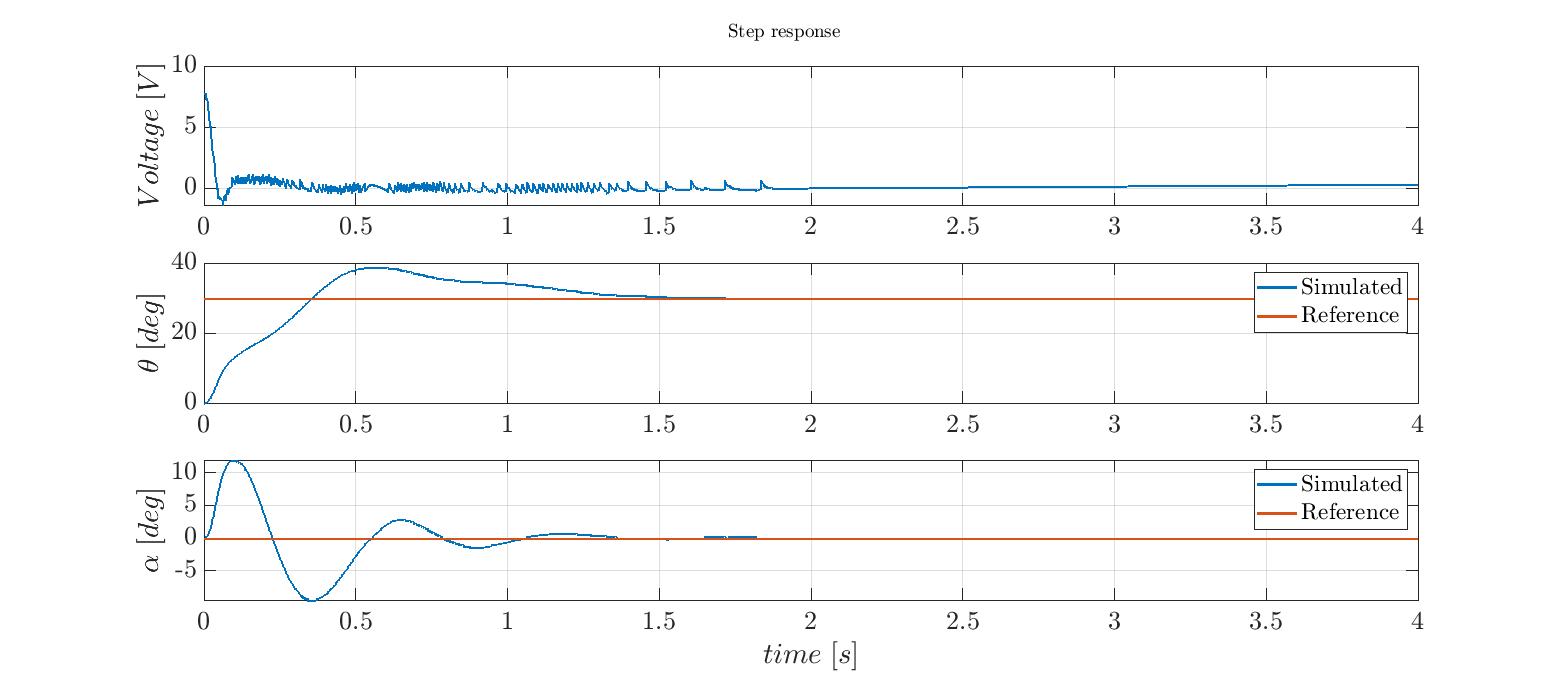 Step response
Voltage [V]
10
5
0
0 0.5 1 1.5 2 2.5 3 3.5 4
θ [deg]
40
20
0
Simulated
Reference
0 0.5 1 1.5 2 2.5 3 3.5 4
α [deg]
10
5
0
-5
Simulated
Reference
0 0.5 1 1.5 2 2.5 3 3.5 4
time [s]